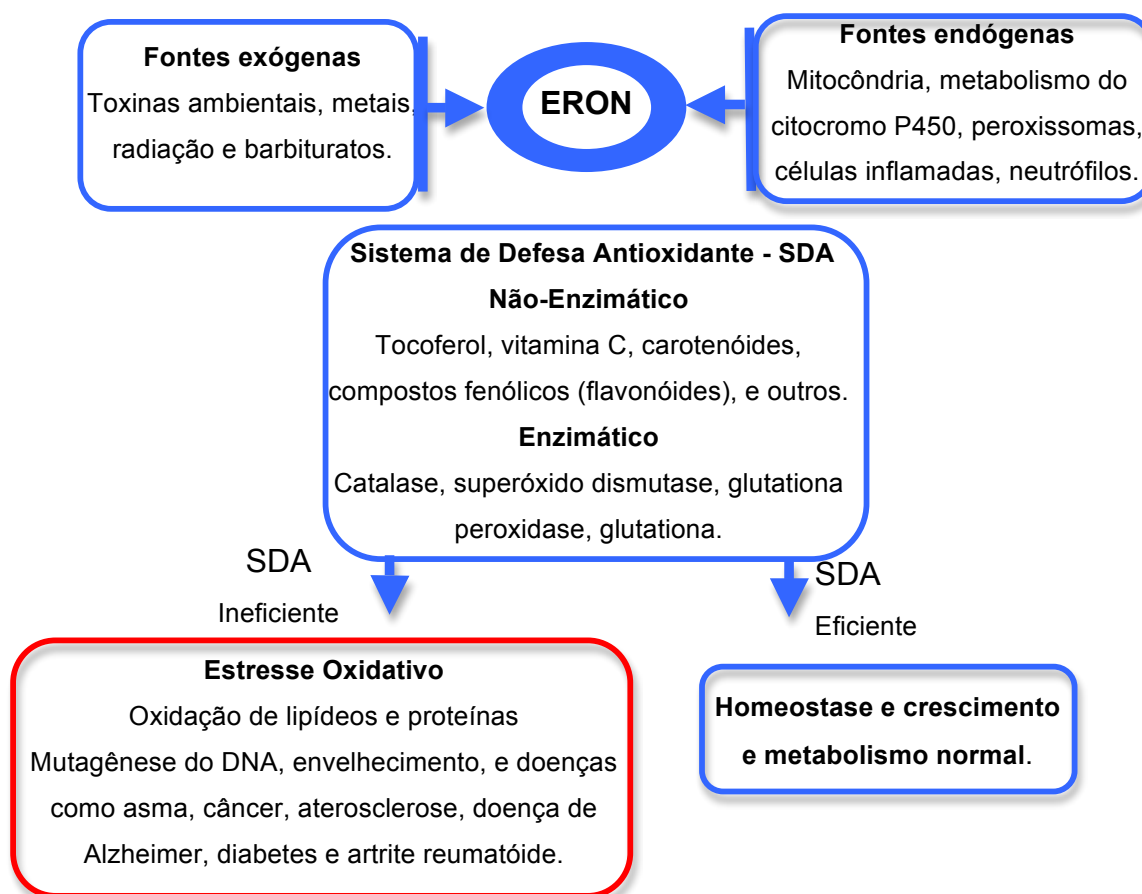 Fontes exógenas
Toxinas ambientais, metais,
radiação e barbituratos.
ERON
Fontes endógenas
Mitocôndria, metabolismo do
citocromo P450, peroxissomas,
células inflamadas, neutrófilos.
Sistema de Defesa Antioxidante - SDA
Não-Enzimático
Tocoferol, vitamina C, carotenóides,
compostos fenólicos (flavonóides), e outros.
Enzimático
Catalase, superóxido dismutase, glutationa
peroxidase, glutationa.
SDA
Ineficiente
SDA
Eficiente
Estresse Oxidativo
Oxidação de lipídeos e proteínas
Mutagênese do DNA, envelhecimento, e doenças
como asma, câncer, aterosclerose, doença de
Alzheimer, diabetes e artrite reumatóide.
Homeostase e crescimento
e metabolismo normal.